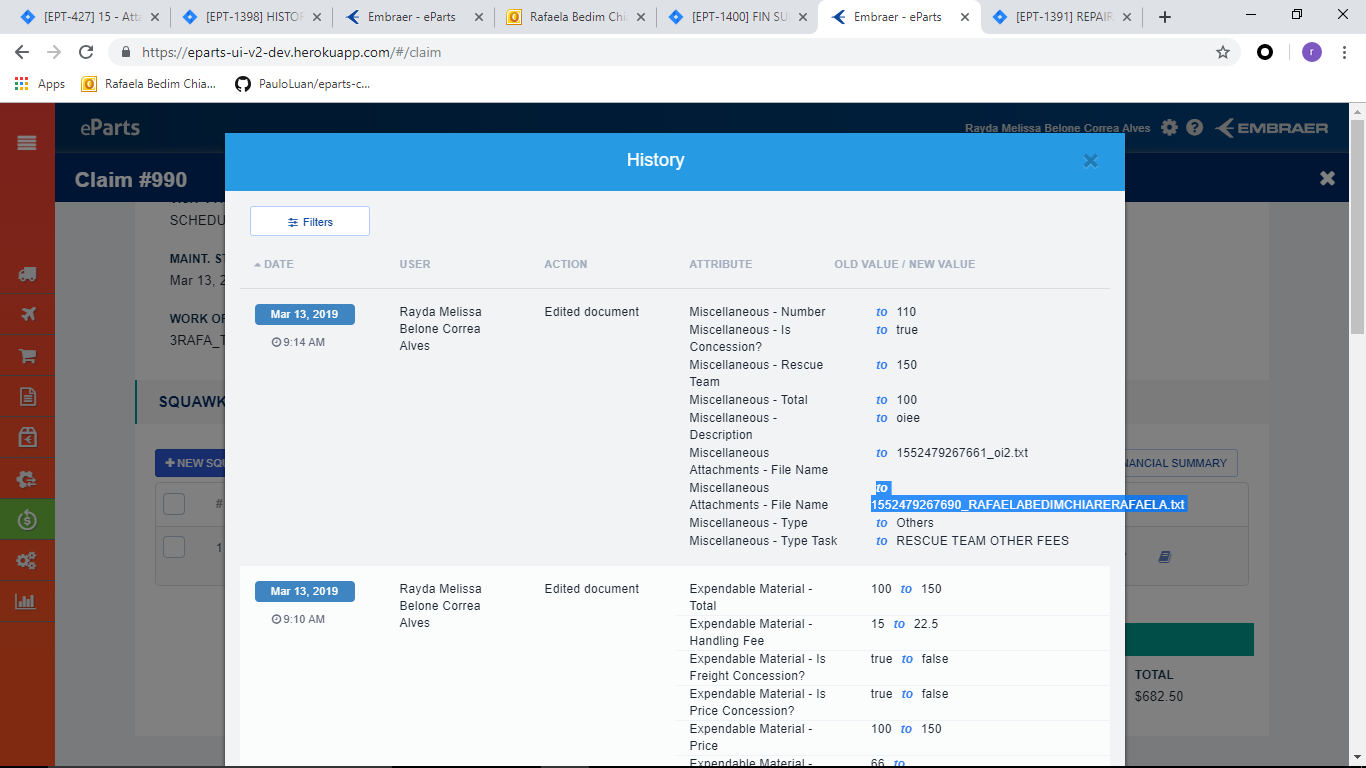 [EPT-427] 15 - Atta
[EPT-1398] HISTOR
Embraer - eParts
Rafaela Bedim Chia
[EPT-1400] FIN SU
Embraer - eParts
[EPT-1391] REPAIR
https://eparts-ui-v2-dev.herokuapp.com/#/claim
r
Apps
Rafaela Bedim Chia...
PauloLuan/eparts-c...
eParts
Rayda Melissa Belone Correa Alves
EMBRAER
Claim #990
History
SCHEDU
MAINT. ST
Mar 13, 2
WORK OR
3RAFA_T
SQUAWK
NEW SQU
NANCIAL SUMMARY
#
1
TOTAL
$682.50
Filters
DATE USER ACTION ATTRIBUTE OLD VALUE / NEW VALUE
Mar 13, 2019
9:14 AM
Rayda Melissa
Belone Correa
Alves
Edited document
Miscellaneous - Number to 110
Miscellaneous - Is to true
Concession?
Miscellaneous - Rescue to 150
Team
Miscellaneous - Total to 100
Miscellaneous - to oiee
Description
Miscellaneous to 1552479267661_oi2.txt
Attachments - File Name
Miscellaneous to
Attachments - File Name 1552479267690_RAFAELABEDIMCHIARERAFAELA.txt
Miscellaneous - Type to Others
Miscellaneous - Type Task to RESCUE TEAM OTHER FEES
Mar 13, 2019
9:10 AM
Rayda Melissa
Belone Correa
Alves
Edited document
Expendable Material - 100 to 150
Total
Expendable Material - 15 to 22.5
Handling Fee
Expendable Material - Is true to false
Freight Concession?
Expendable Material - Is true to false
Price Concession?
Expendable Material - 100 to 150
Price
Expendable Material - 66 to